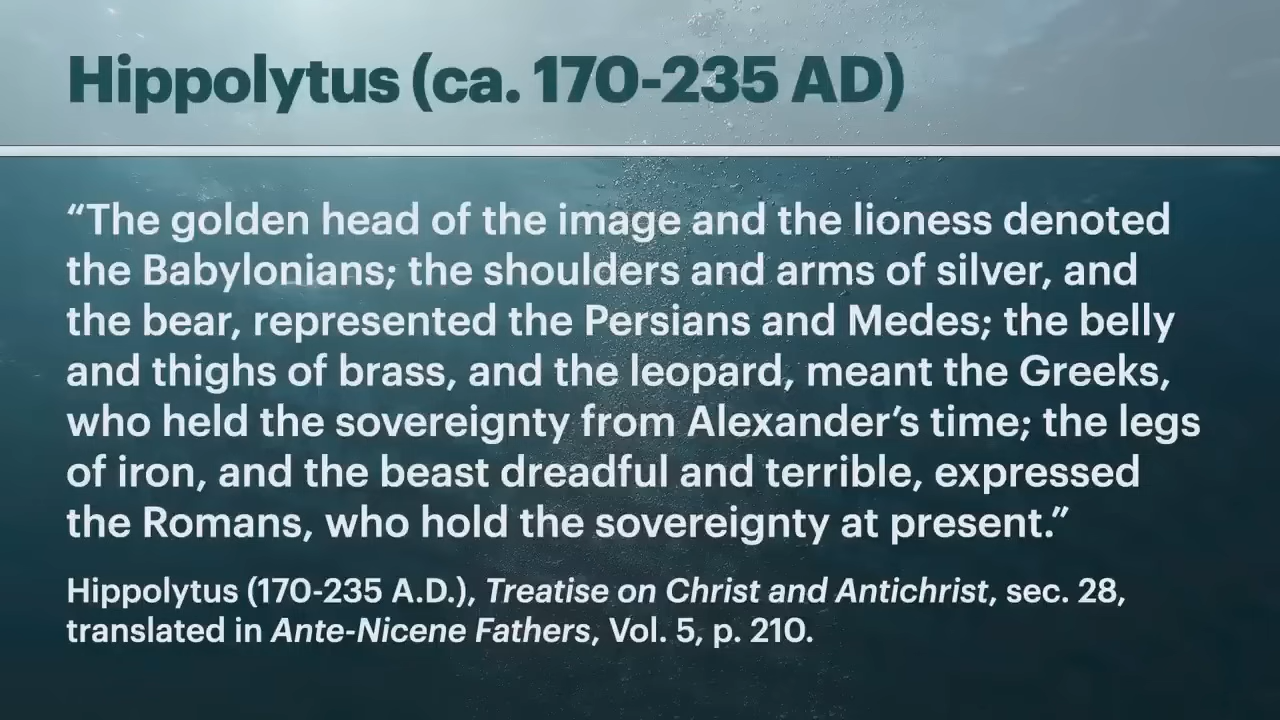 Hippolytus (ca. 170-235 AD)
“The golden head of the image and the lioness denoted
the Babylonians; the shoulders and arms of silver, and
the bear, represented the Persians and Medes; the belly
and thighs of brass, and the leopard, meant the Greeks,
who held the sovereignty from Alexander’s time; the legs
of iron, and the beast dreadful and terrible, expressed
the Romans, who hold the sovereignty at present.”
Hippolytus (170-235 A.D.), Treatise on Christ and Antichrist, sec. 28,
translated in Ante-Nicene Fathers, Vol. 5, p. 210.